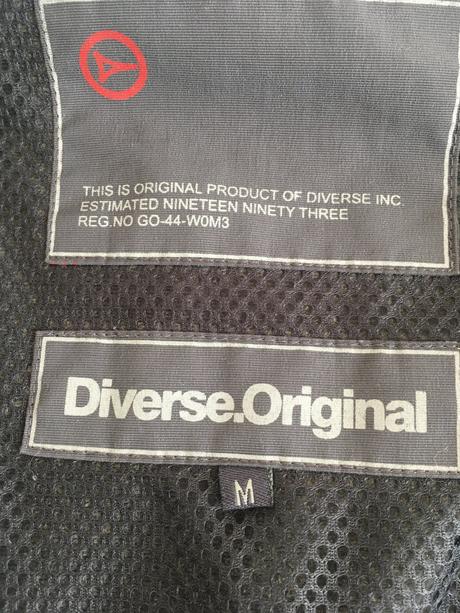 THIS IS ORIGINAL PRODUCT OF DIVERSE INC.
ESTIMATED NINETEEN NINETY THREE
REG.NO GO-44-W0M3
Diverse.Original
M